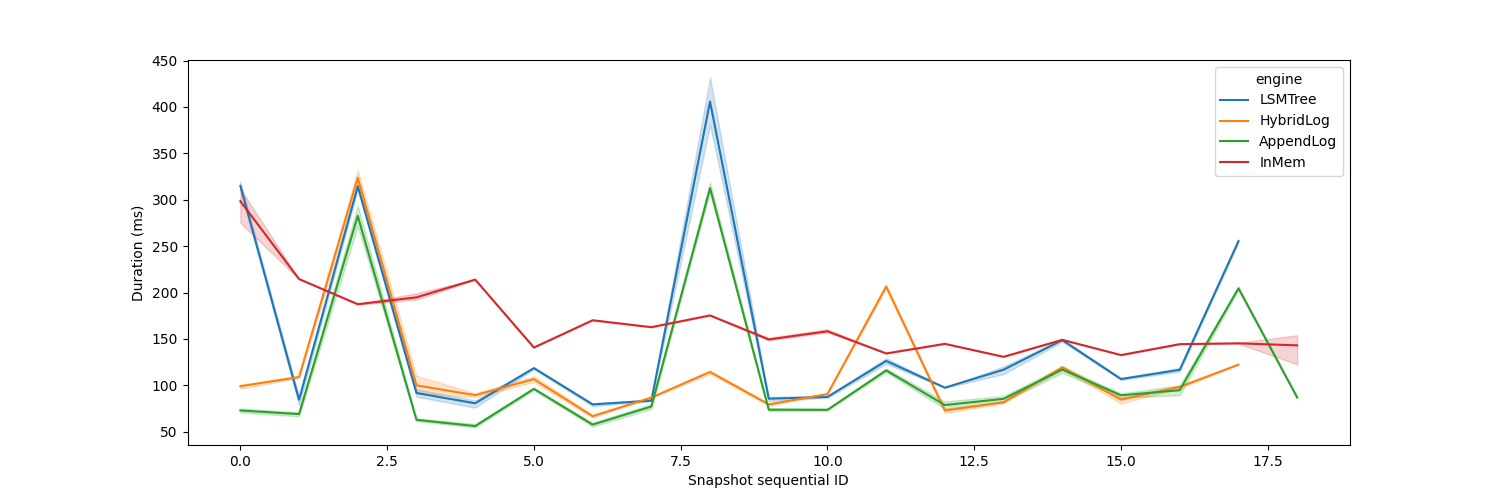 engine
LSMTree
HybridLog
AppendLog
InMem
Duration (ms)
450
400
350
300
250
200
150
100
50
0.0 2.5 5.0 7.5 10.0 12.5 15.0 17.5
Snapshot sequential ID